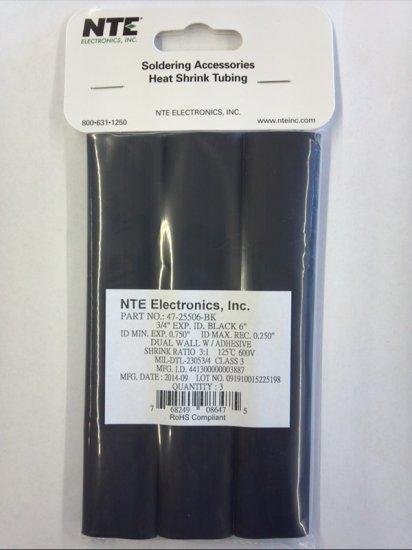 NTE
ELECTRONICS, INC.
Soldering Accessories
Heat Shrink Tubing
NTE ELECTRONICS, INC.
800•631•1250
www.nteinc.com
NTE Electronics, Inc.
PART NO.: 47-25506-BK
3/4" EXP. ID. BLACK 6"
ID MIN. EXP. 0.750" ID MAX. REC. 0.250"
DUAL WALL W / ADHESIVE
SHRINK RATIO 3:1 125℃ 600V
MIL-DTL-23053/4 CLASS 3
MFG. I.D. 441300000003887
MFG. DATE : 2014-09 LOT NO. 091910015225198
QUANTITY : 3
7 68249 08647 5
RoHS Compliant